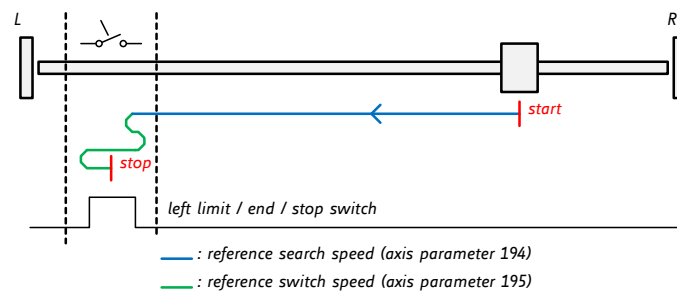 L
R
start
stop
left limit / end / stop switch
: reference search speed (axis parameter 194)
: reference switch speed (axis parameter 195)